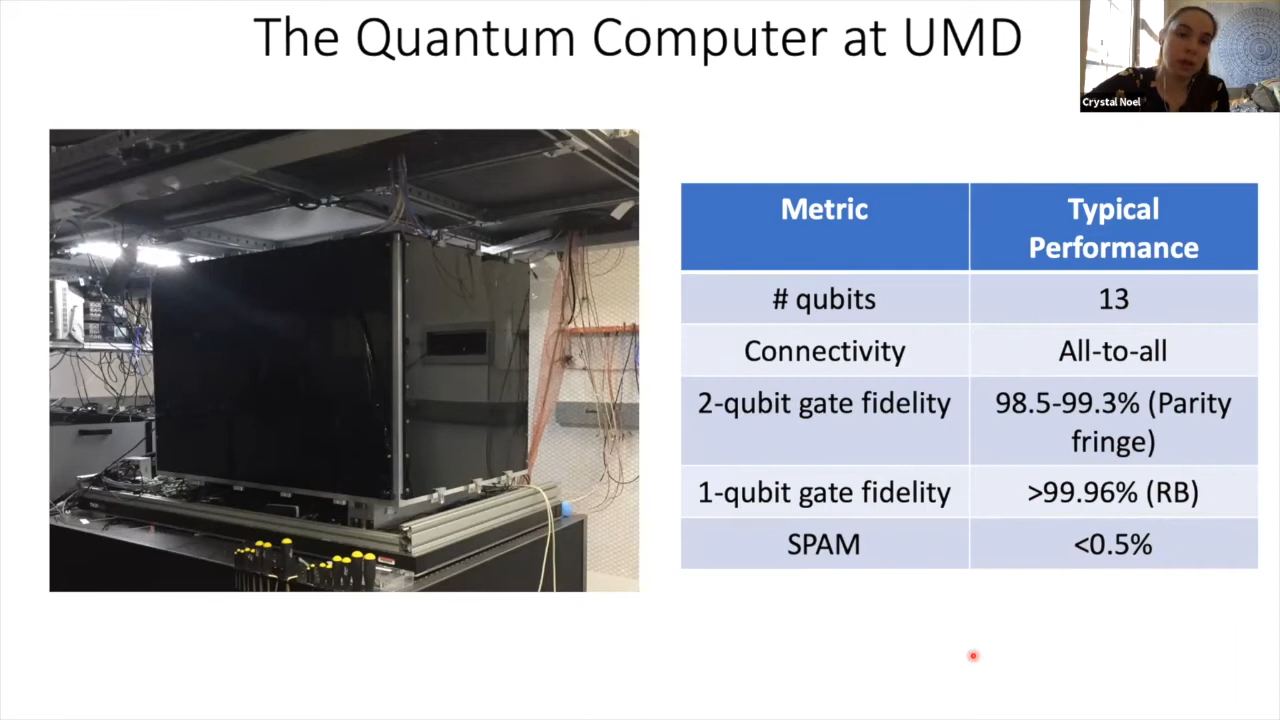 The Quantum Computer at UMD
Crystal Noel
Metric
Typical
Performance
# qubits
13
Connectivity
All-to-all
2-qubit gate fidelity
98.5-99.3% (Parity
fringe)
1-qubit gate fidelity
>99.96% (RB)
SPAM
<0.5%